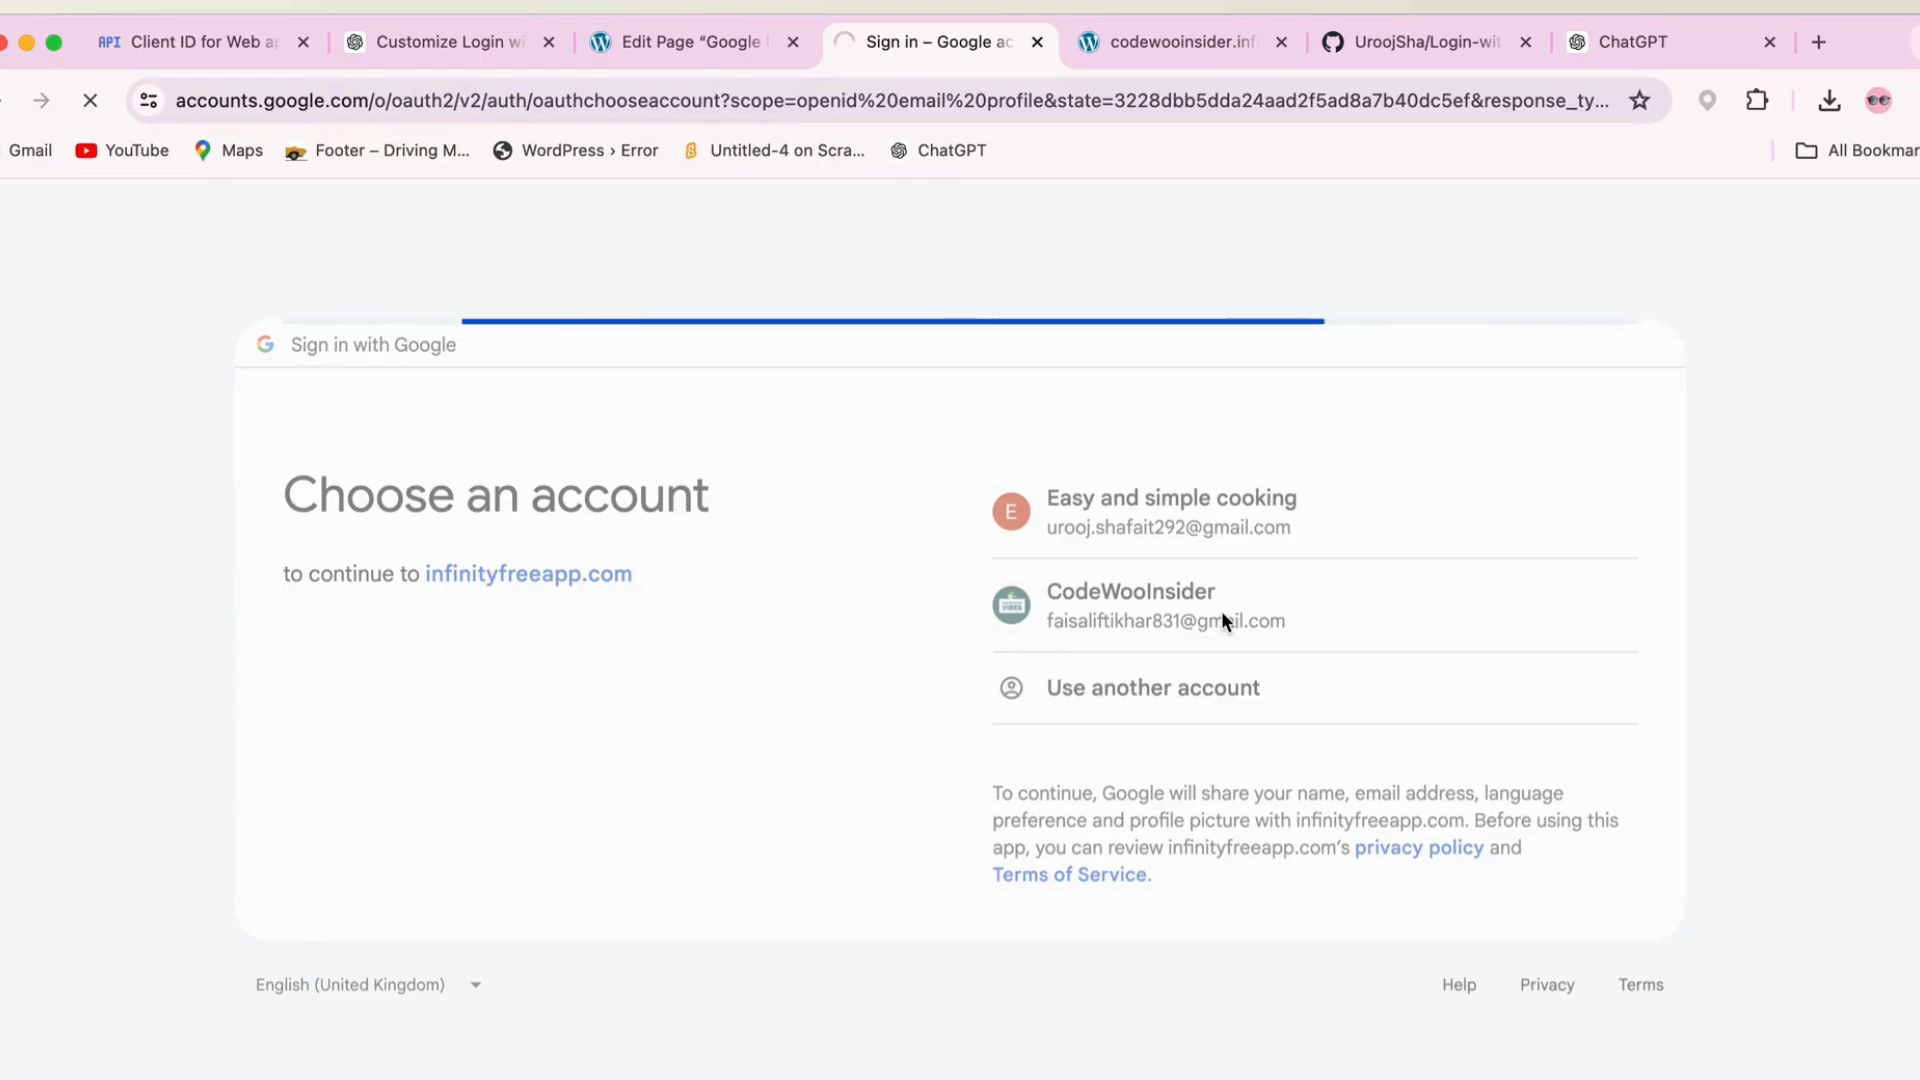 API Client ID for Web a
Customize Login wi
Edit Page “Google
Sign in – Google ac
codewooinsider.inf
UroojSha/Login-wit
ChatGPT
accounts.google.com/o/oauth2/v2/auth/oauthchooseaccount?scope=openid%20email%20profile&state=3228dbb5dda24aad2f5ad8a7b40dc5ef&response_ty...
Gmail
YouTube
Maps
Footer – Driving M...
WordPress › Error
Untitled-4 on Scra...
ChatGPT
All Bookmar
Sign in with Google
Choose an account
to continue to infinityfreeapp.com
E
Easy and simple cooking
urooj.shafait292@gmail.com
CodeWooInsider
faisaliftikhar831@gmail.com
Use another account
To continue, Google will share your name, email address, language
preference and profile picture with infinityfreeapp.com. Before using this
app, you can review infinityfreeapp.com’s privacy policy and
Terms of Service.
English (United Kingdom)
Help
Privacy
Terms